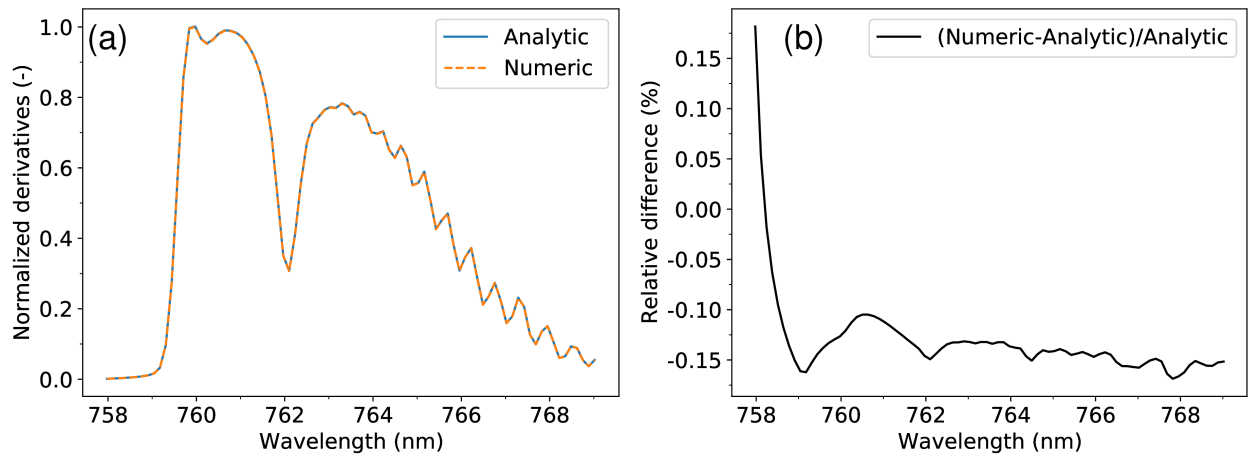 (a)
Analytic
Numeric
Normalized derivatives (-)
1.0
0.8
0.6
0.4
0.2
0.0
758
760
762
764
766
768
Wavelength (nm)
(b)
(Numeric-Analytic)/Analytic
Relative difference (%)
0.15
0.10
0.05
0.00
-0.05
-0.10
-0.15
758
760
762
764
766
768
Wavelength (nm)